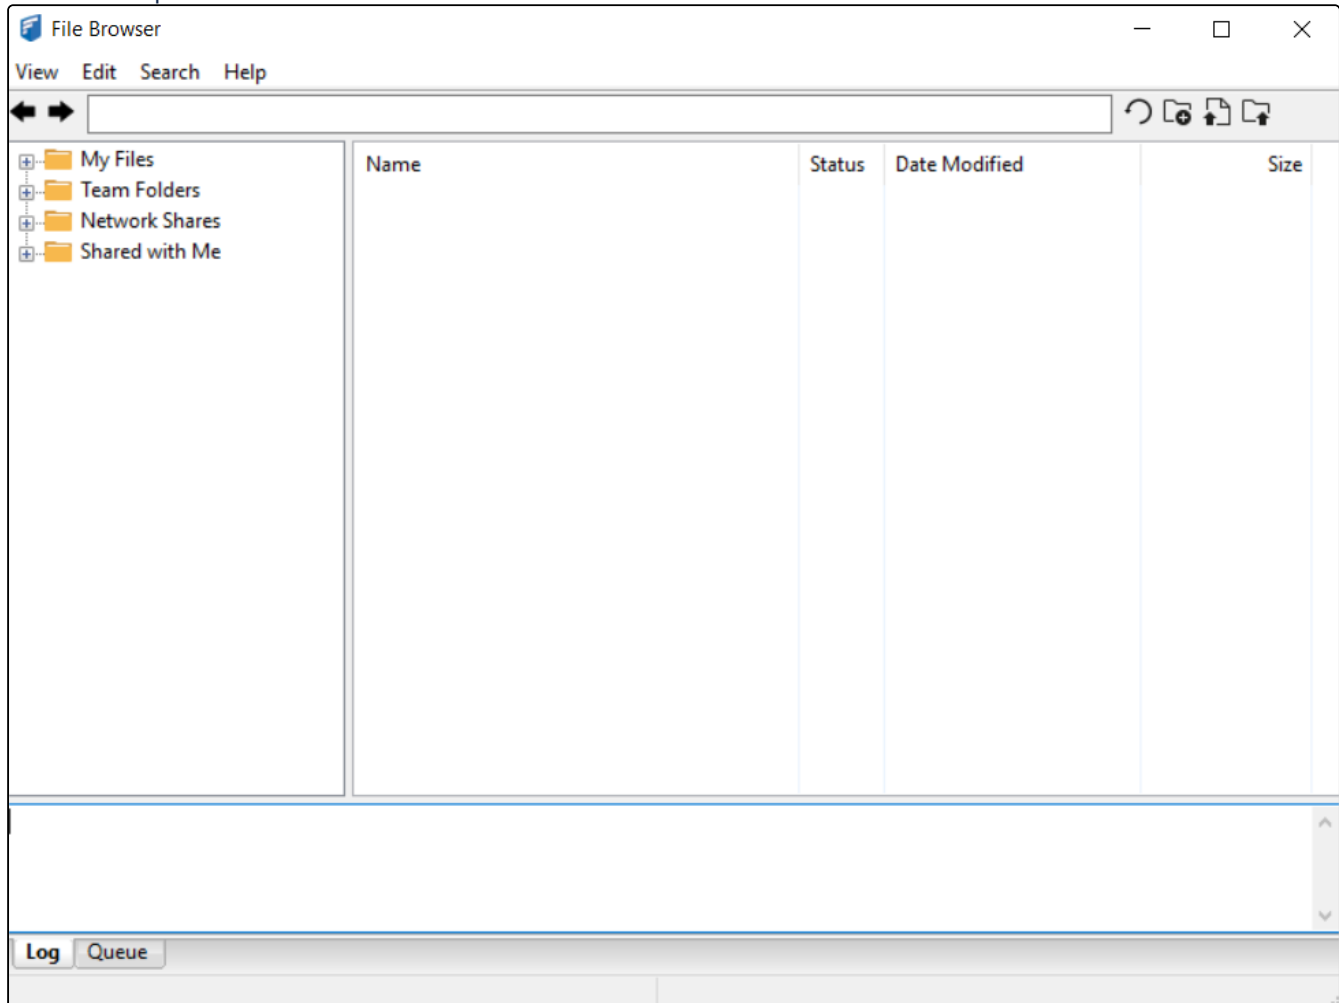 File Browser
View Edit Search Help
My Files
Team Folders
Network Shares
Shared with Me
Name Status Date Modified Size
Log Queue